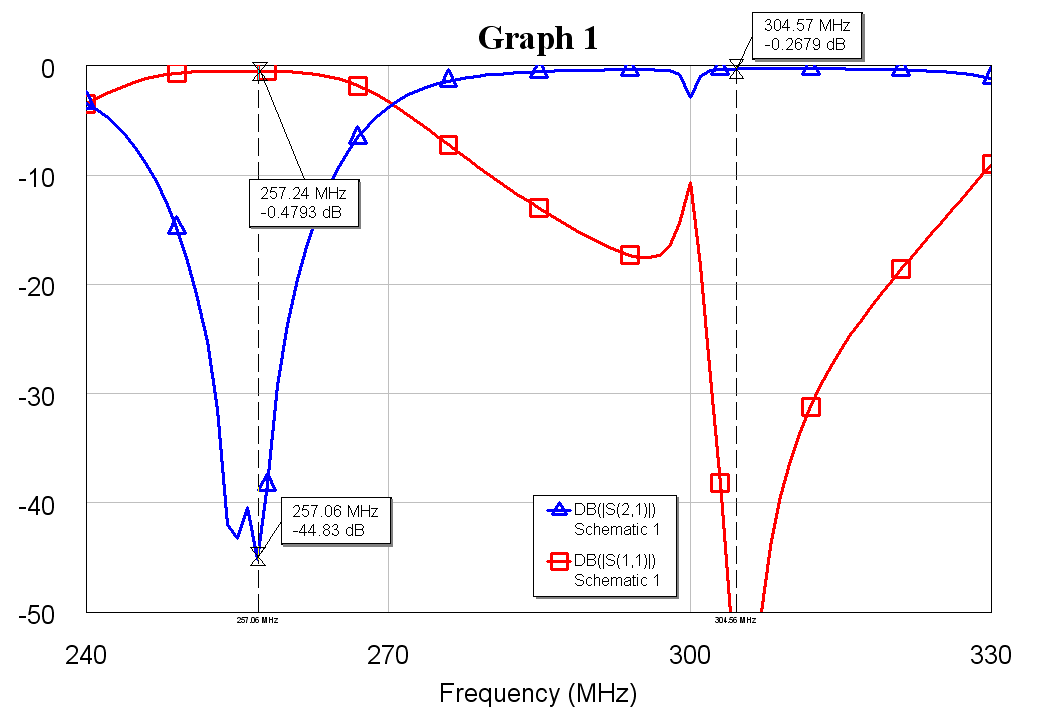 Graph 1
304.57 MHz
-0.2679 dB
0
-10
-20
-30
-40
-50
257.24 MHz
-0.4793 dB
257.06 MHz
-44.83 dB
DB(|S(2,1)|)
Schematic 1
DB(|S(1,1)|)
Schematic 1
257.06 MHz
304.56 MHz
240
270
300
330
Frequency (MHz)